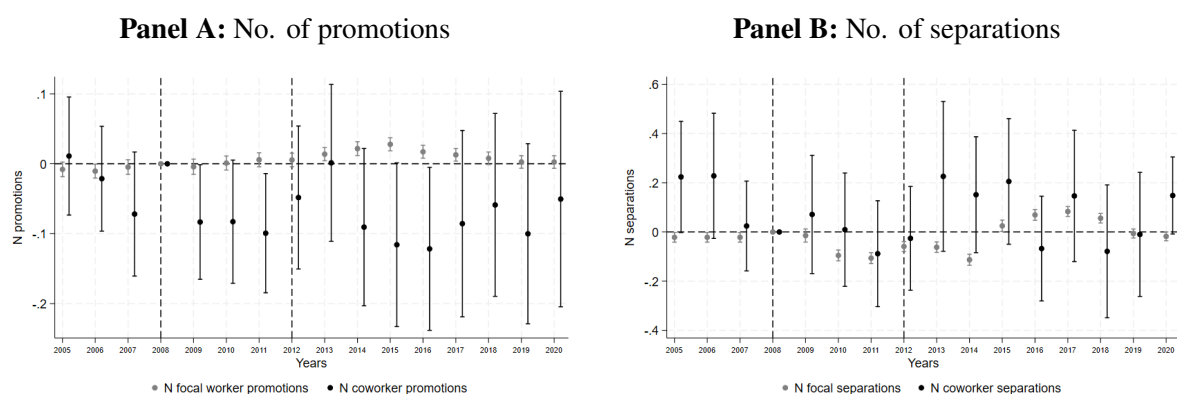 Panel A: No. of promotions
N promotions
.1
0
-.1
-.2
2005 2006 2007 2008 2009 2010 2011 2012 2013 2014 2015 2016 2017 2018 2019 2020
Years
N focal worker promotions N coworker promotions
Panel B: No. of separations
N separations
.6
.4
.2
0
-.2
-.4
2005 2006 2007 2008 2009 2010 2011 2012 2013 2014 2015 2016 2017 2018 2019 2020
Years
N focal separations N coworker separations